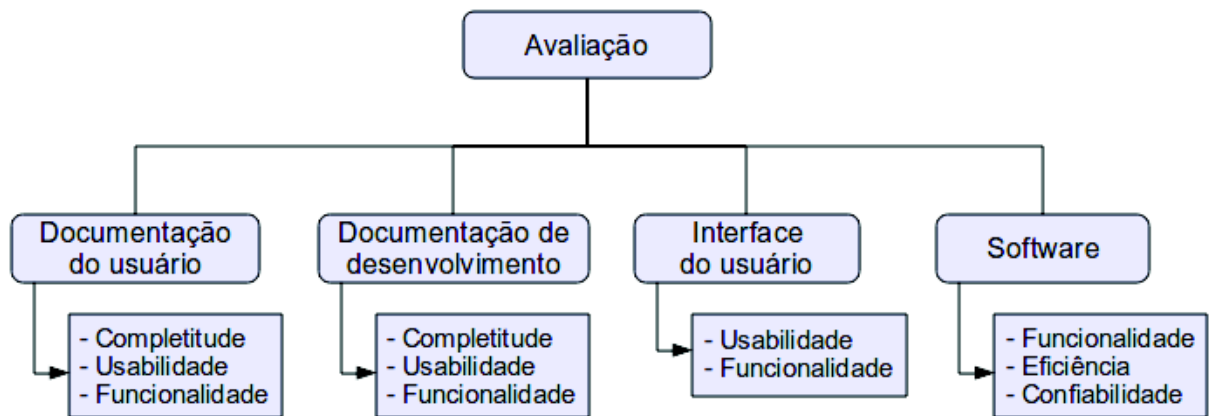 Avaliação
Documentação
do usuário
Documentação de
desenvolvimento
Interface
do usuário
Software
- Completitude
- Usabilidade
- Funcionalidade
- Completitude
- Usabilidade
- Funcionalidade
- Usabilidade
- Funcionalidade
- Funcionalidade
- Eficiência
- Confiabilidade